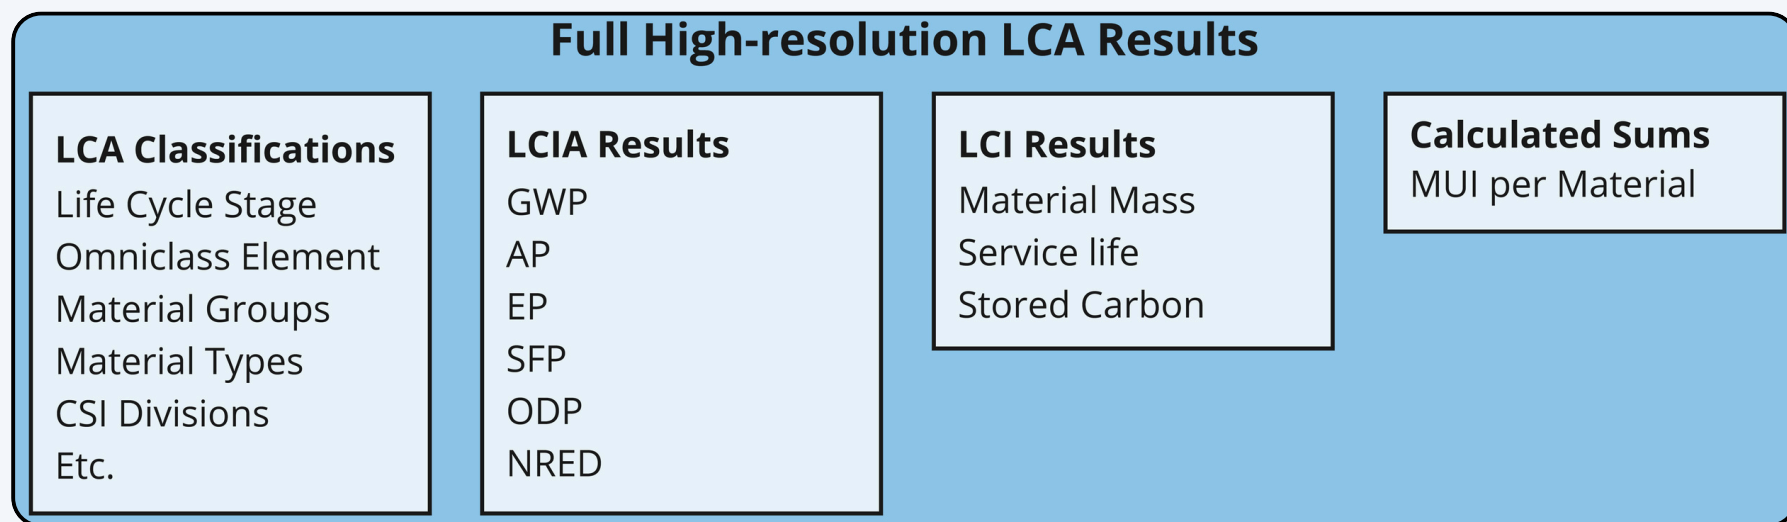 Full High-resolution LCA Results
LCA Classifications
Life Cycle Stage
Omniclass Element
Material Groups
Material Types
CSI Divisions
Etc.
LCIA Results
GWP
AP
EP
SFP
ODP
NRED
LCI Results
Material Mass
Service life
Stored Carbon
Calculated Sums
MUI per Material